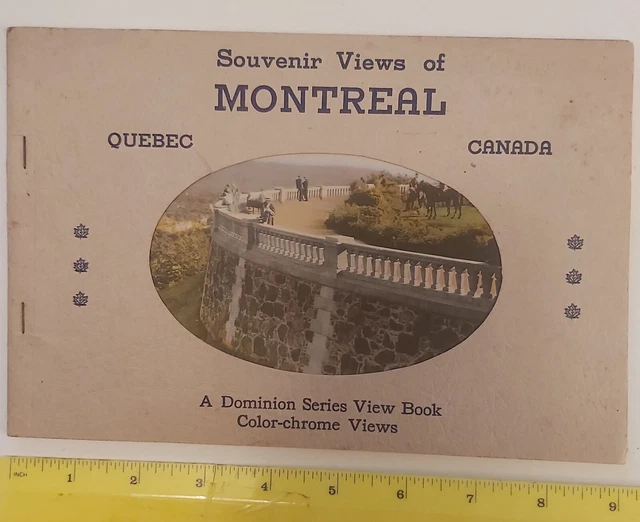 Souvenir Views of
MONTREAL
QUEBEC CANADA
A Dominion Series View Book
Color-chrome Views
INCH 1 2 3 4 5 6 7 8 9